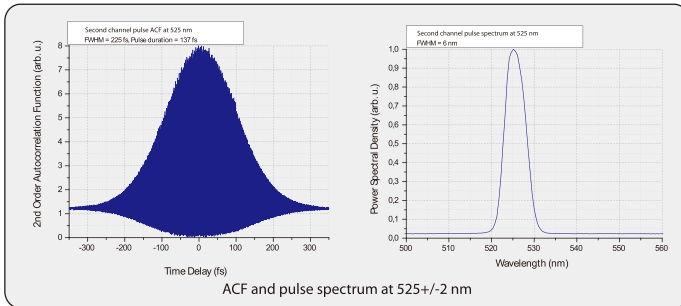 Second channel pulse ACF at 525 nm
FWHM = 225 fs, Pulse duration = 137 fs
8
7
6
5
4
3
2
1
0
2nd Order Autocorrelation Function (arb. u.)
-300 -200 -100 0 100 200 300
Time Delay (fs)
Second channel pulse spectrum at 525 nm
FWHM = 6 nm
1,0
0,9
0,8
0,7
0,6
0,5
0,4
0,3
0,2
0,1
0,0
Power Spectral Density (arb. u.)
500 510 520 530 540 550 560
Wavelength (nm)
ACF and pulse spectrum at 525+/-2 nm